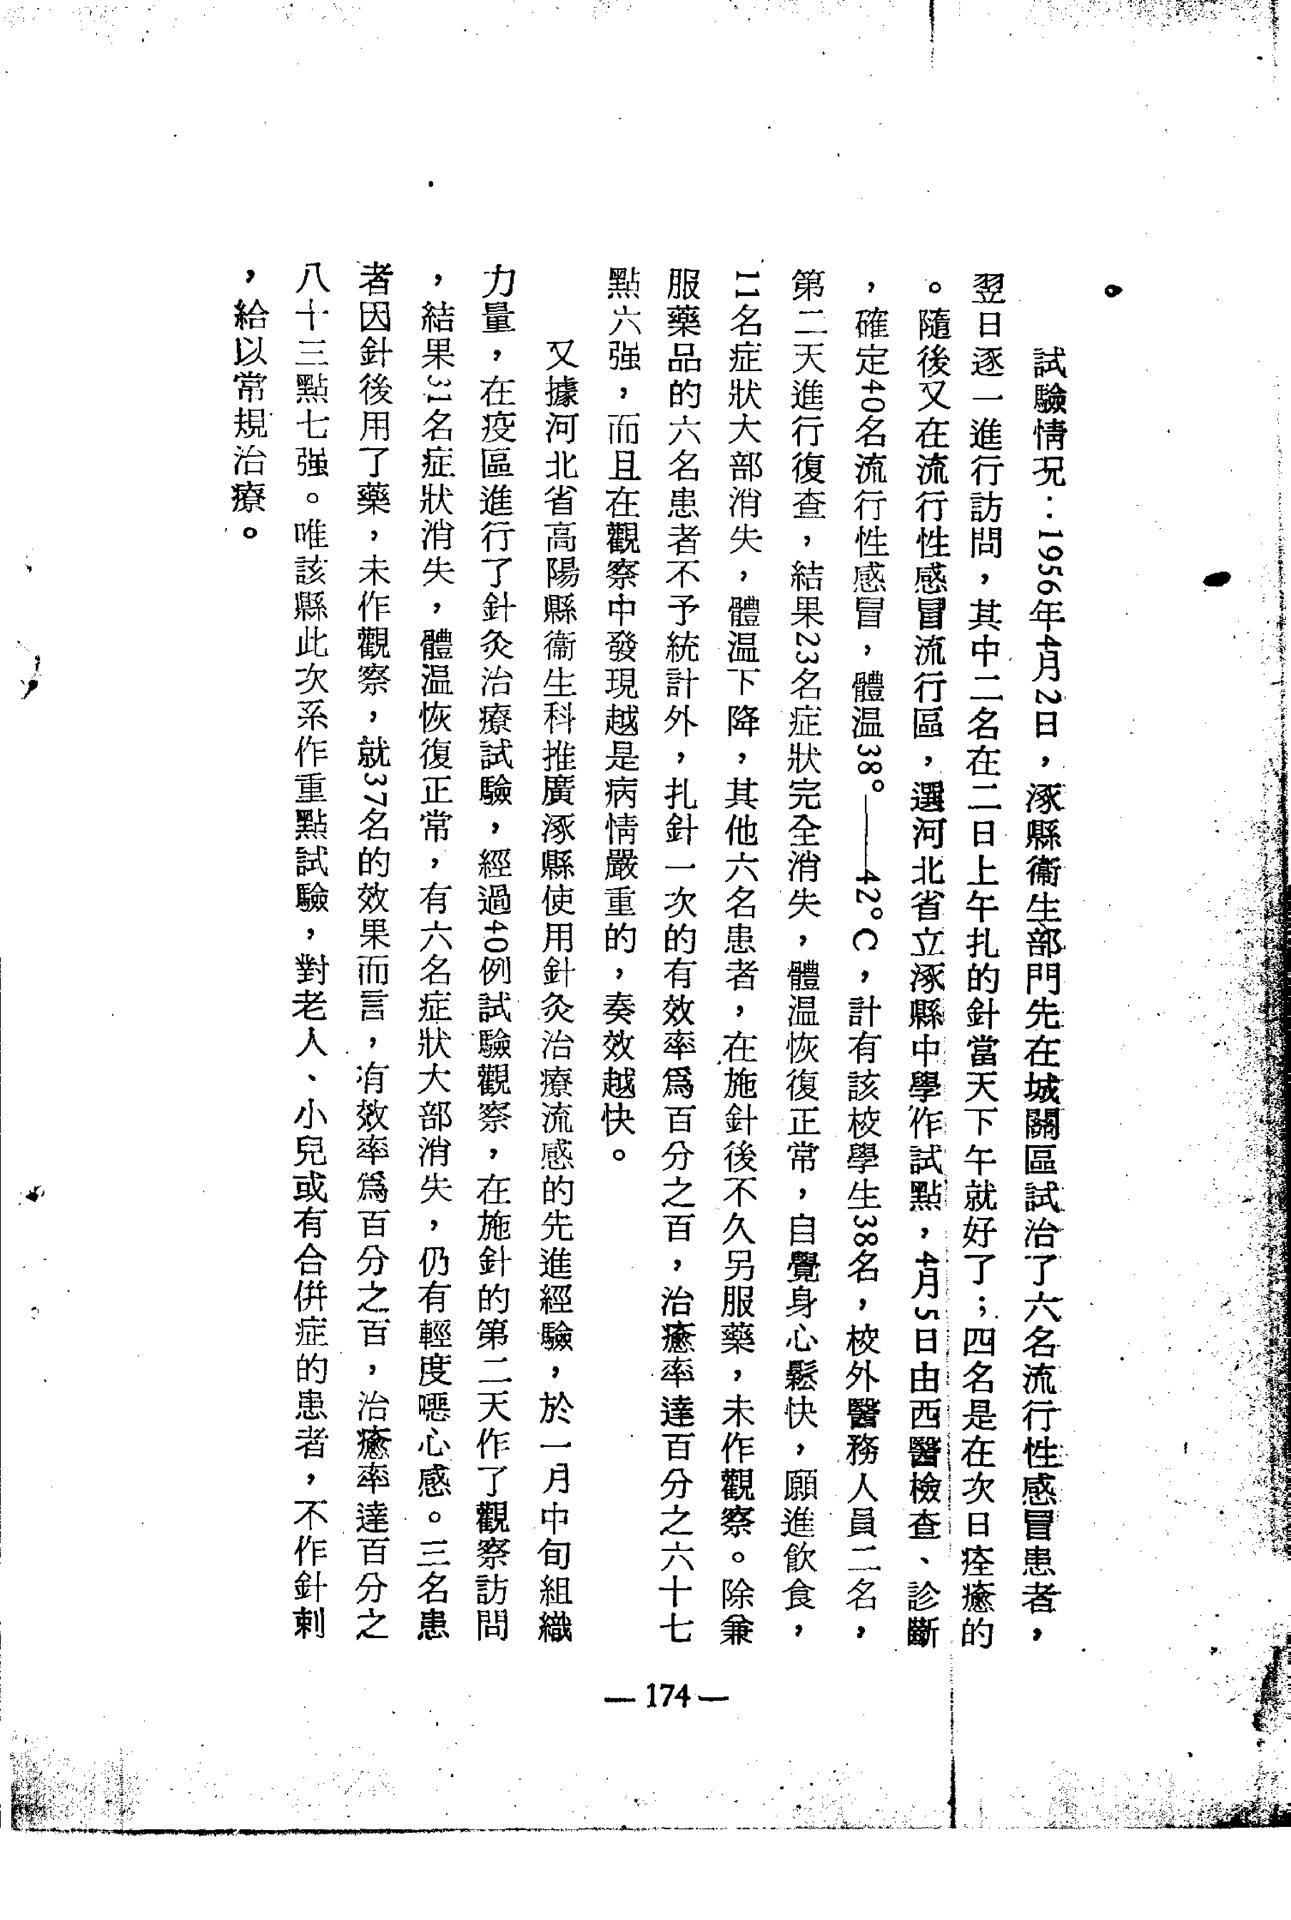 試驗情况：1956年4月2日，涿縣衞生部門先在城關區試治了六名流行性感冒患者，
翌日逐一進行訪問，其中二名在二日上午扎的針當天下午就好了；四名是在次日痊癒的
。隨後又在流行性感冒流行區，選河北省立涿縣中學作試點，4月5日由西醫檢查、診斷
，確定40名流行性感冒，體温38°——42°C，計有該校學生38名，校外醫務人員二名，
第二天進行復查，結果23名症狀完全消失，體温恢復正常，自覺身心鬆快，願進飲食，
11名症狀大部消失，體温下降，其他六名患者，在施針後不久另服藥，未作觀察。除兼
服藥品的六名患者不予統計外，扎針一次的有效率爲百分之百，治癒率達百分之六十七
點六强，而且在觀察中發現越是病情嚴重的，奏效越快。
又據河北省高陽縣衞生科推廣涿縣使用針灸治療流感的先進經驗，於一月中旬組織
力量，在疫區進行了針灸治療試驗，經過40例試驗觀察，在施針的第二天作了觀察訪問
，結果31名症狀消失，體温恢復正常，有六名症狀大部消失，仍有輕度噁心感。三名患
者因針後用了藥，未作觀察，就37名的效果而言，有效率爲百分之百，治癒率達百分之
八十三點七强。唯該縣此次系作重點試驗，對老人、小兒或有合併症的患者，不作針刺
，給以常規治療。
—174—